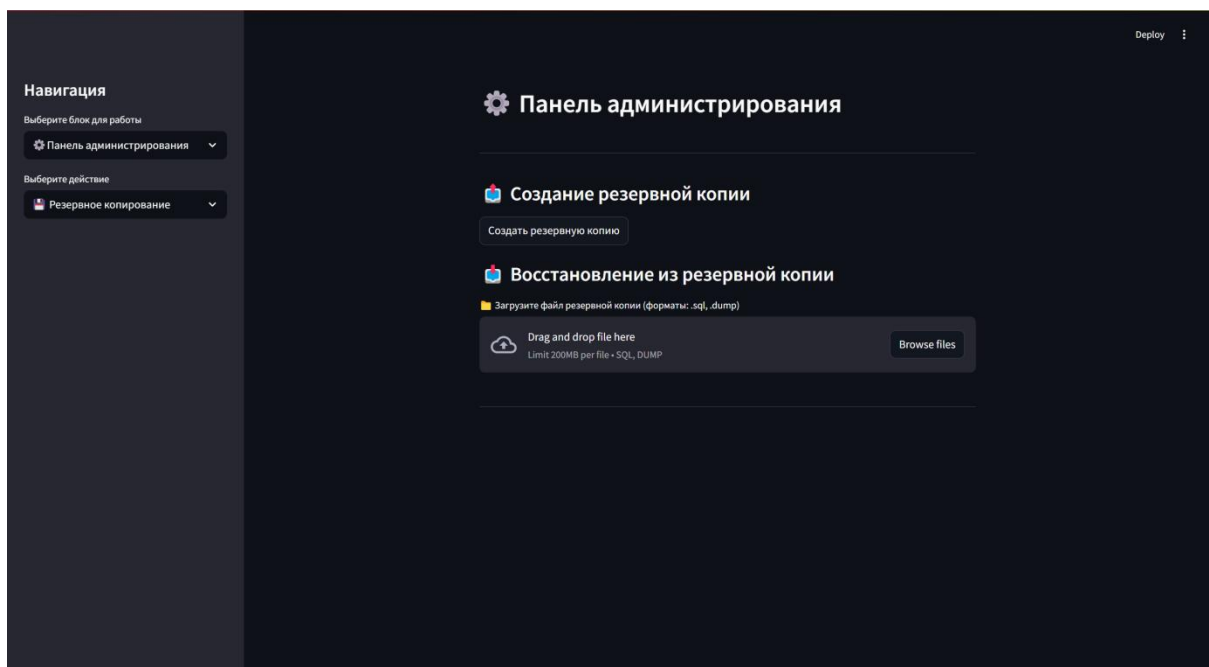 Deploy
Навигация
Выберите блок для работы
Панель администрирования
Выберите действие
Резервное копирование
Панель администрирования
Создание резервной копии
Создать резервную копию
Восстановление из резервной копии
Загрузите файл резервной копии (форматы: .sql, .dump)
Drag and drop file here
Limit 200MB per file • SQL, DUMP
Browse files